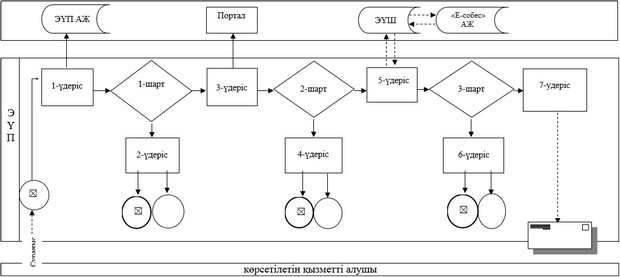 ЭҮП АЖ
Портал
ЭҮШ
«Е-собес»
АЖ
Э
Ү
П
1-үдеріс
1-шарт
3-үдеріс
2-шарт
5-үдеріс
3-шарт
7-үдеріс
2-үдеріс
4-үдеріс
6-үдеріс
көрсетілетін қызметті алушы